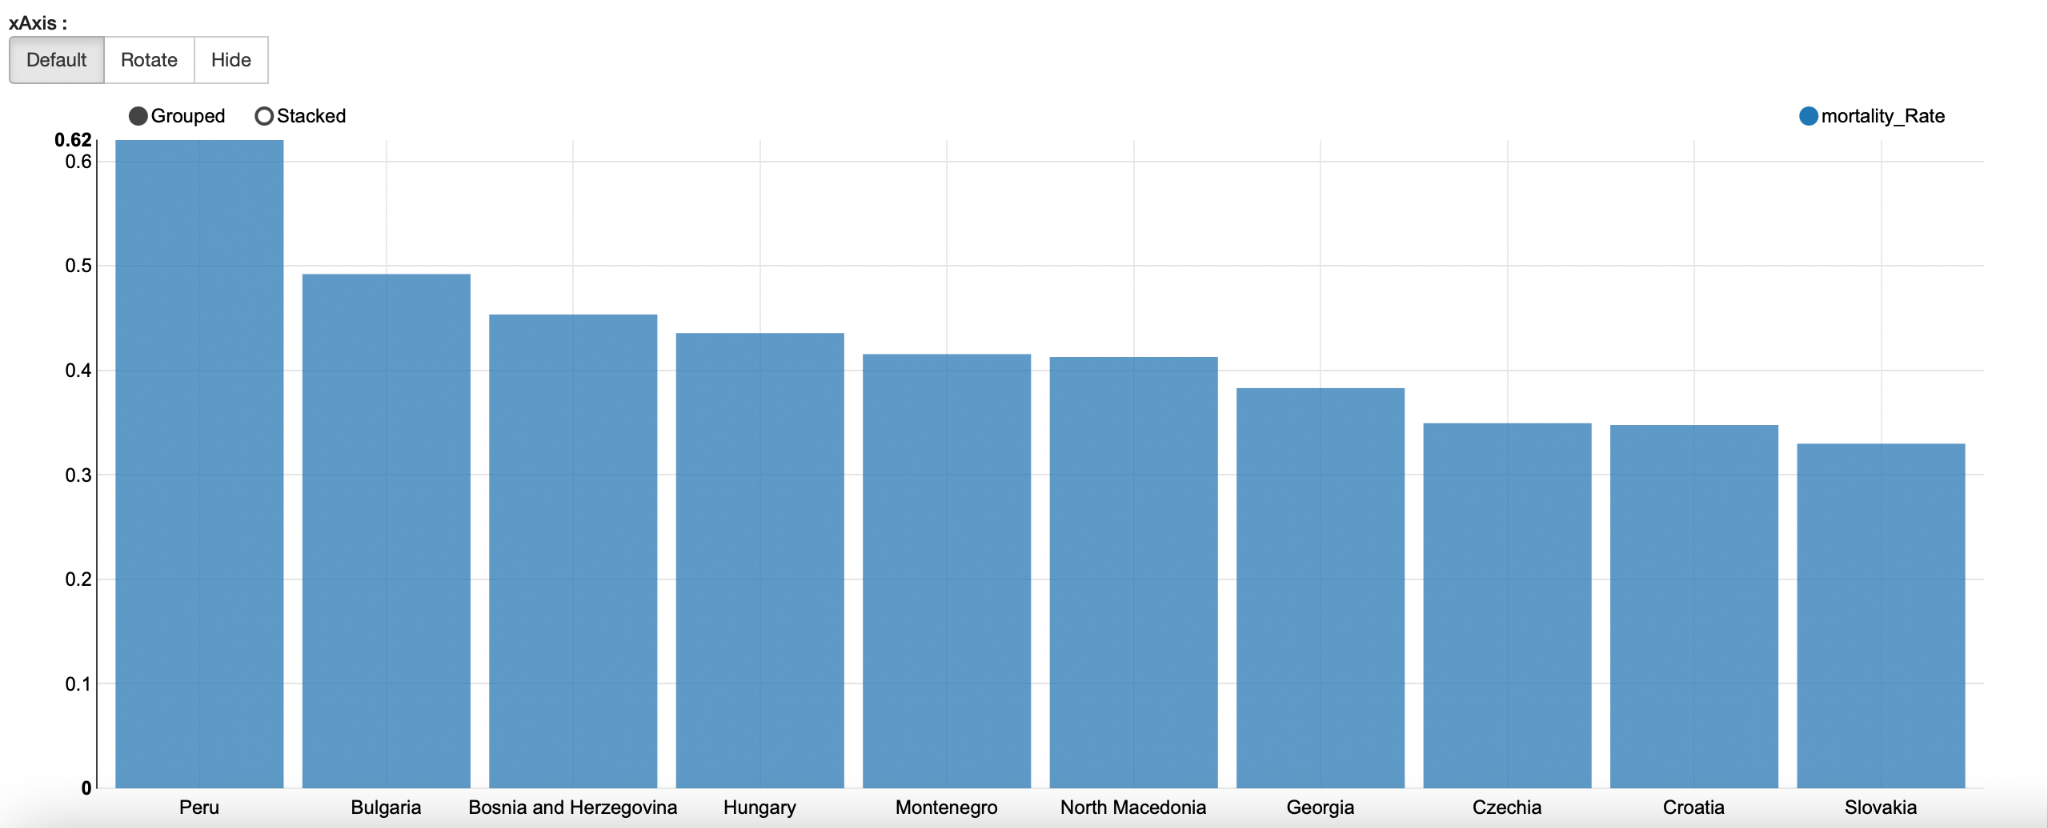 xAxis :
Default Rotate Hide
Grouped Stacked mortality_Rate
0.62
0.6
0.5
0.4
0.3
0.2
0.1
0
Peru Bulgaria Bosnia and Herzegovina Hungary Montenegro North Macedonia Georgia Czechia Croatia Slovakia